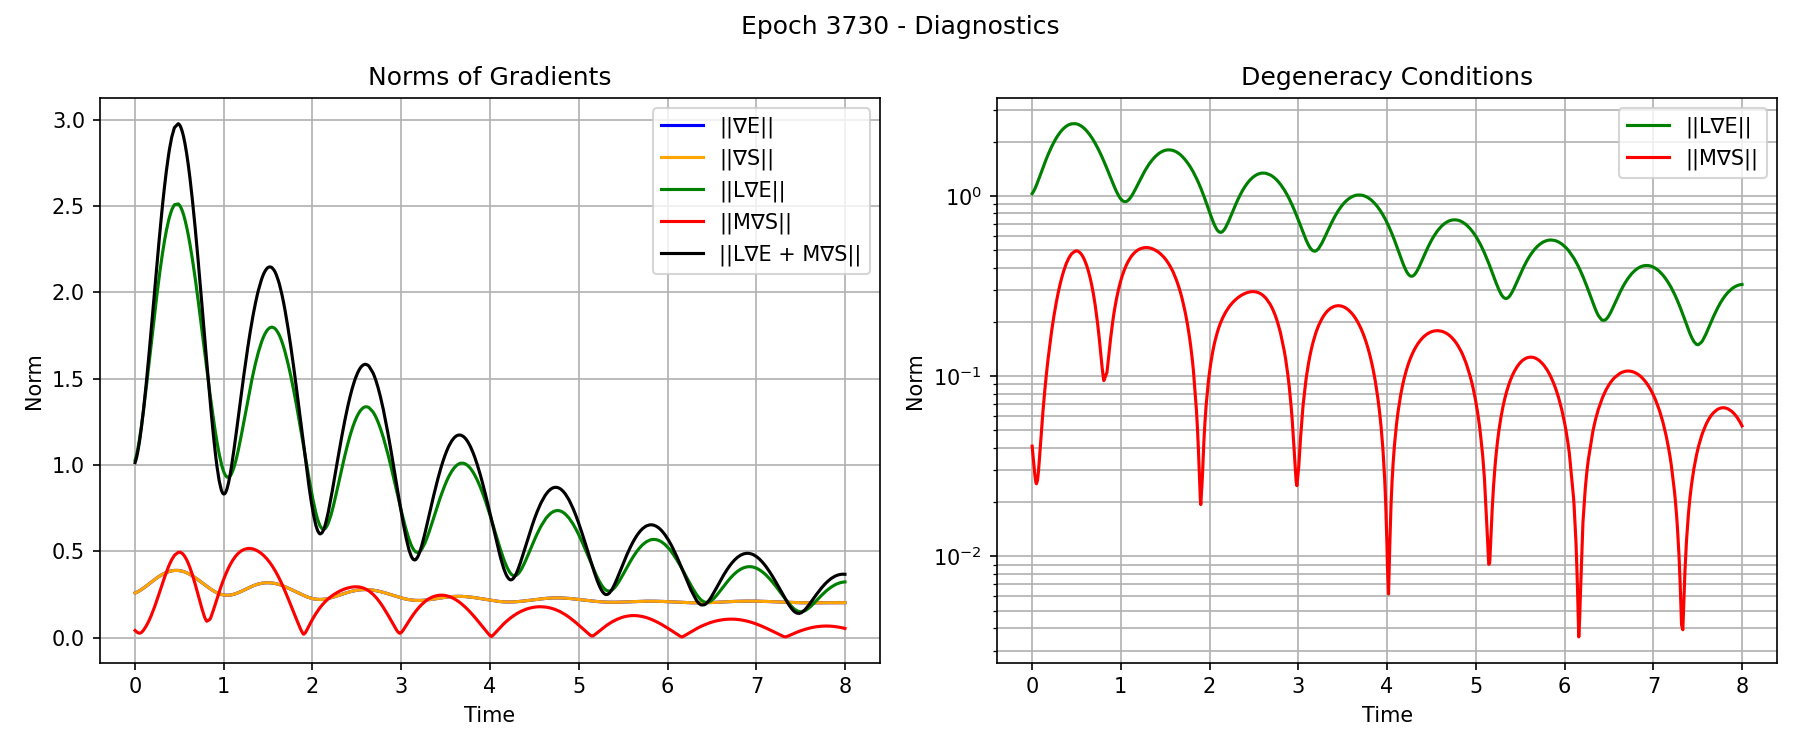 Epoch 3730 - Diagnostics
Norms of Gradients
3.0
2.5
2.0
1.5
1.0
0.5
0.0
Norm
0 1 2 3 4 5 6 7 8
Time
||∇E||
||∇S||
||L∇E||
||M∇S||
||L∇E + M∇S||
Degeneracy Conditions
10⁰
10⁻¹
10⁻²
Norm
0 1 2 3 4 5 6 7 8
Time
||L∇E||
||M∇S||